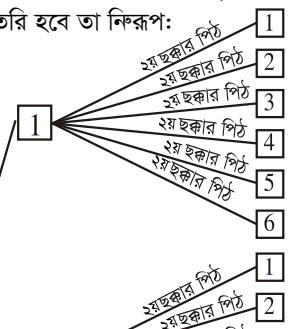 তরি হবে তা নিরূপ:
২য় ছক্কার পিঠ 1
২য় ছক্কার পিঠ 2
২য় ছক্কার পিঠ 3
1
২য় ছক্কার পিঠ 4
২য় ছক্কার পিঠ 5
২য় ছক্কার পিঠ 6
২য় ছক্কার পিঠ 1
২য় ছক্কার পিঠ 2